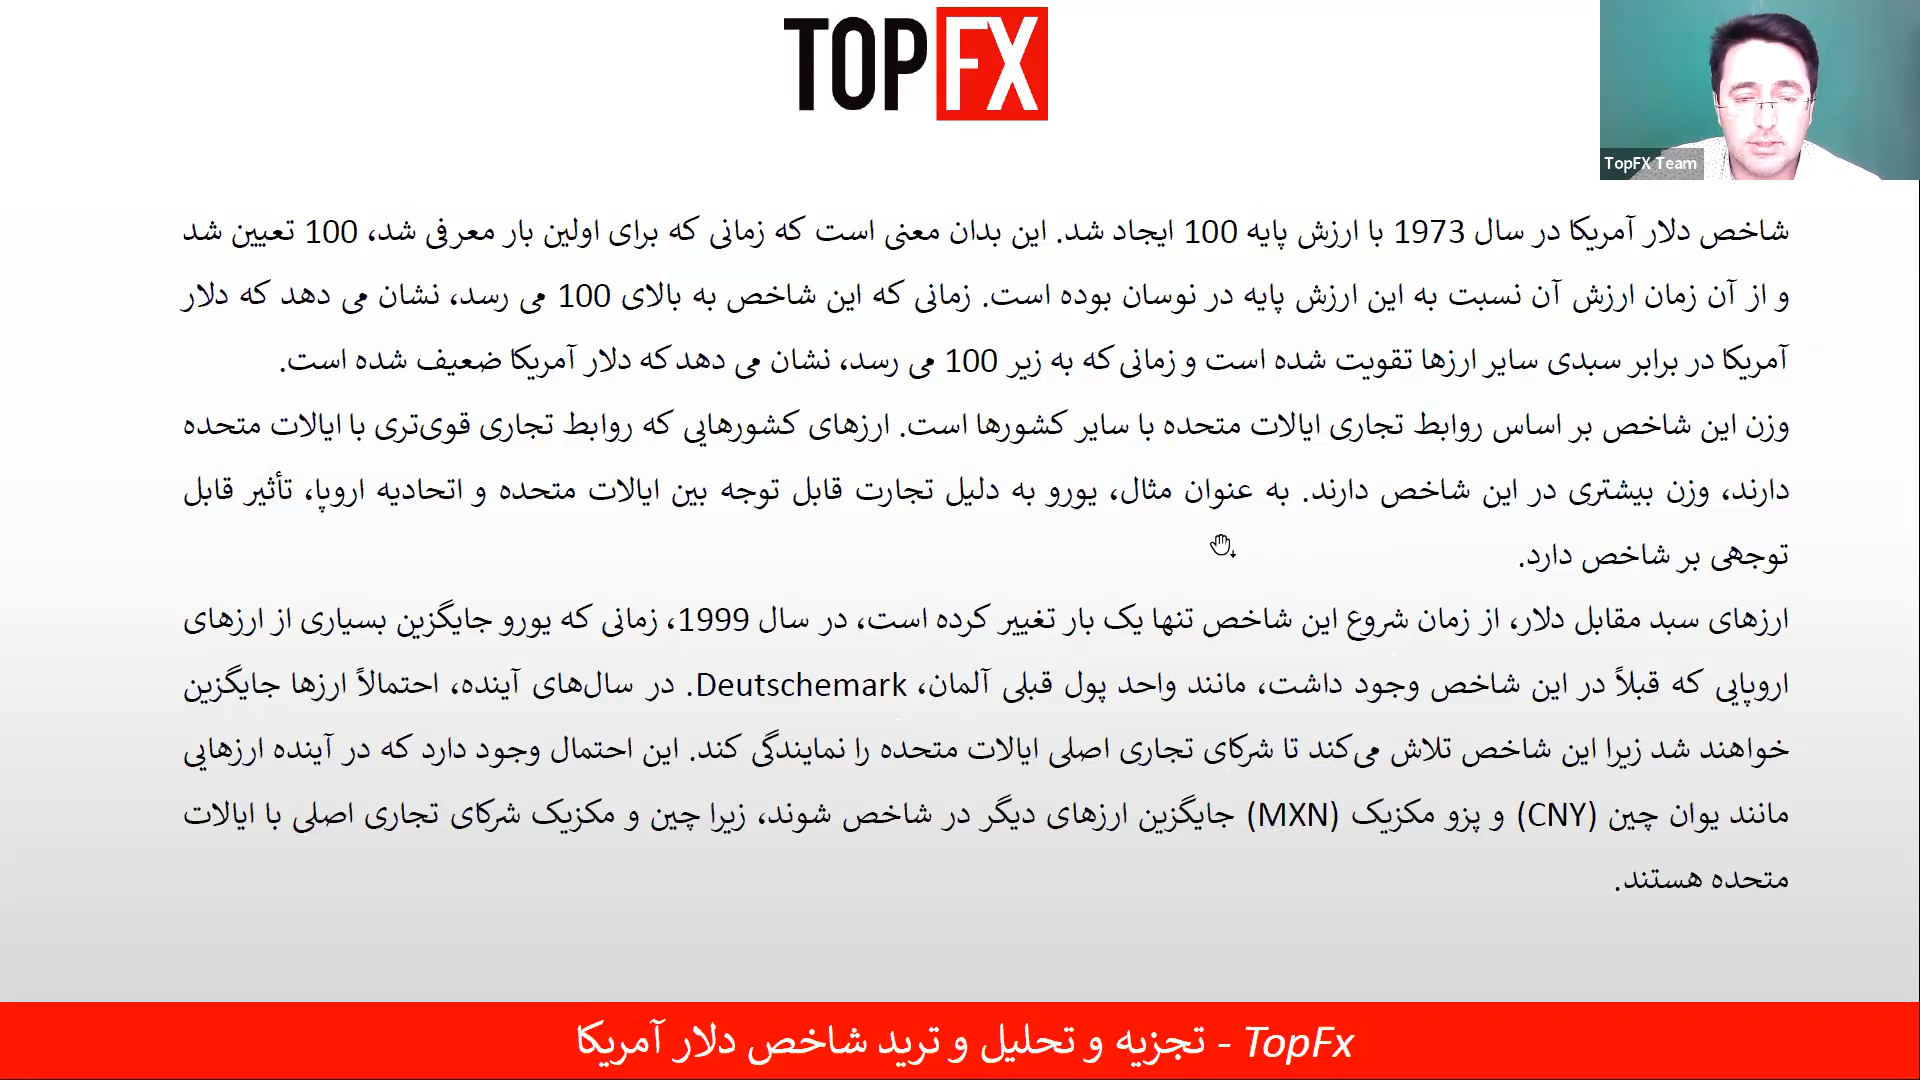 TOPFX
TopFX Team
شاخص دلار آمریکا در سال 1973 با ارزش پایه 100 ایجاد شد. این بدان معنی است که زمانی که برای اولین بار معرفی شد، 100 تعیین شد
و از آن زمان ارزش آن نسبت به این ارزش پایه در نوسان بوده است. زمانی که این شاخص به بالای 100 می رسد، نشان می دهد که دلار
آمریکا در برابر سبدی سایر ارزها تقویت شده است و زمانی که به زیر 100 می رسد، نشان می دهد که دلار آمریکا ضعیف شده است.
وزن این شاخص بر اساس روابط تجاری ایالات متحده با سایر کشورها است. ارزهای کشورهایی که روابط تجاری قوی‌تری با ایالات متحده
دارند، وزن بیشتری در این شاخص دارند. به عنوان مثال، یورو به دلیل تجارت قابل توجه بین ایالات متحده و اتحادیه اروپا، تأثیر قابل
توجهی بر شاخص دارد.
ارزهای سبد مقابل دلار، از زمان شروع این شاخص تنها یک بار تغییر کرده است، در سال 1999، زمانی که یورو جایگزین بسیاری از ارزهای
اروپایی که قبلاً در این شاخص وجود داشت، مانند واحد پول قبلی آلمان، Deutschemark. در سال‌های آینده، احتمالاً ارزها جایگزین
خواهند شد زیرا این شاخص تلاش می‌کند تا شرکای تجاری اصلی ایالات متحده را نمایندگی کند. این احتمال وجود دارد که در آینده ارزهایی
مانند یوان چین (CNY) و پزو مکزیک (MXN) جایگزین ارزهای دیگر در شاخص شوند، زیرا چین و مکزیک شرکای تجاری اصلی با ایالات
متحده هستند.
TopFx - تجزیه و تحلیل و ترید شاخص دلار آمریکا